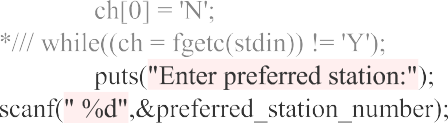 ch[0] = 'N';
*/// while((ch = fgetc(stdin)) != 'Y');
puts("Enter preferred station:");
scanf(" %d",&preferred_station_number);